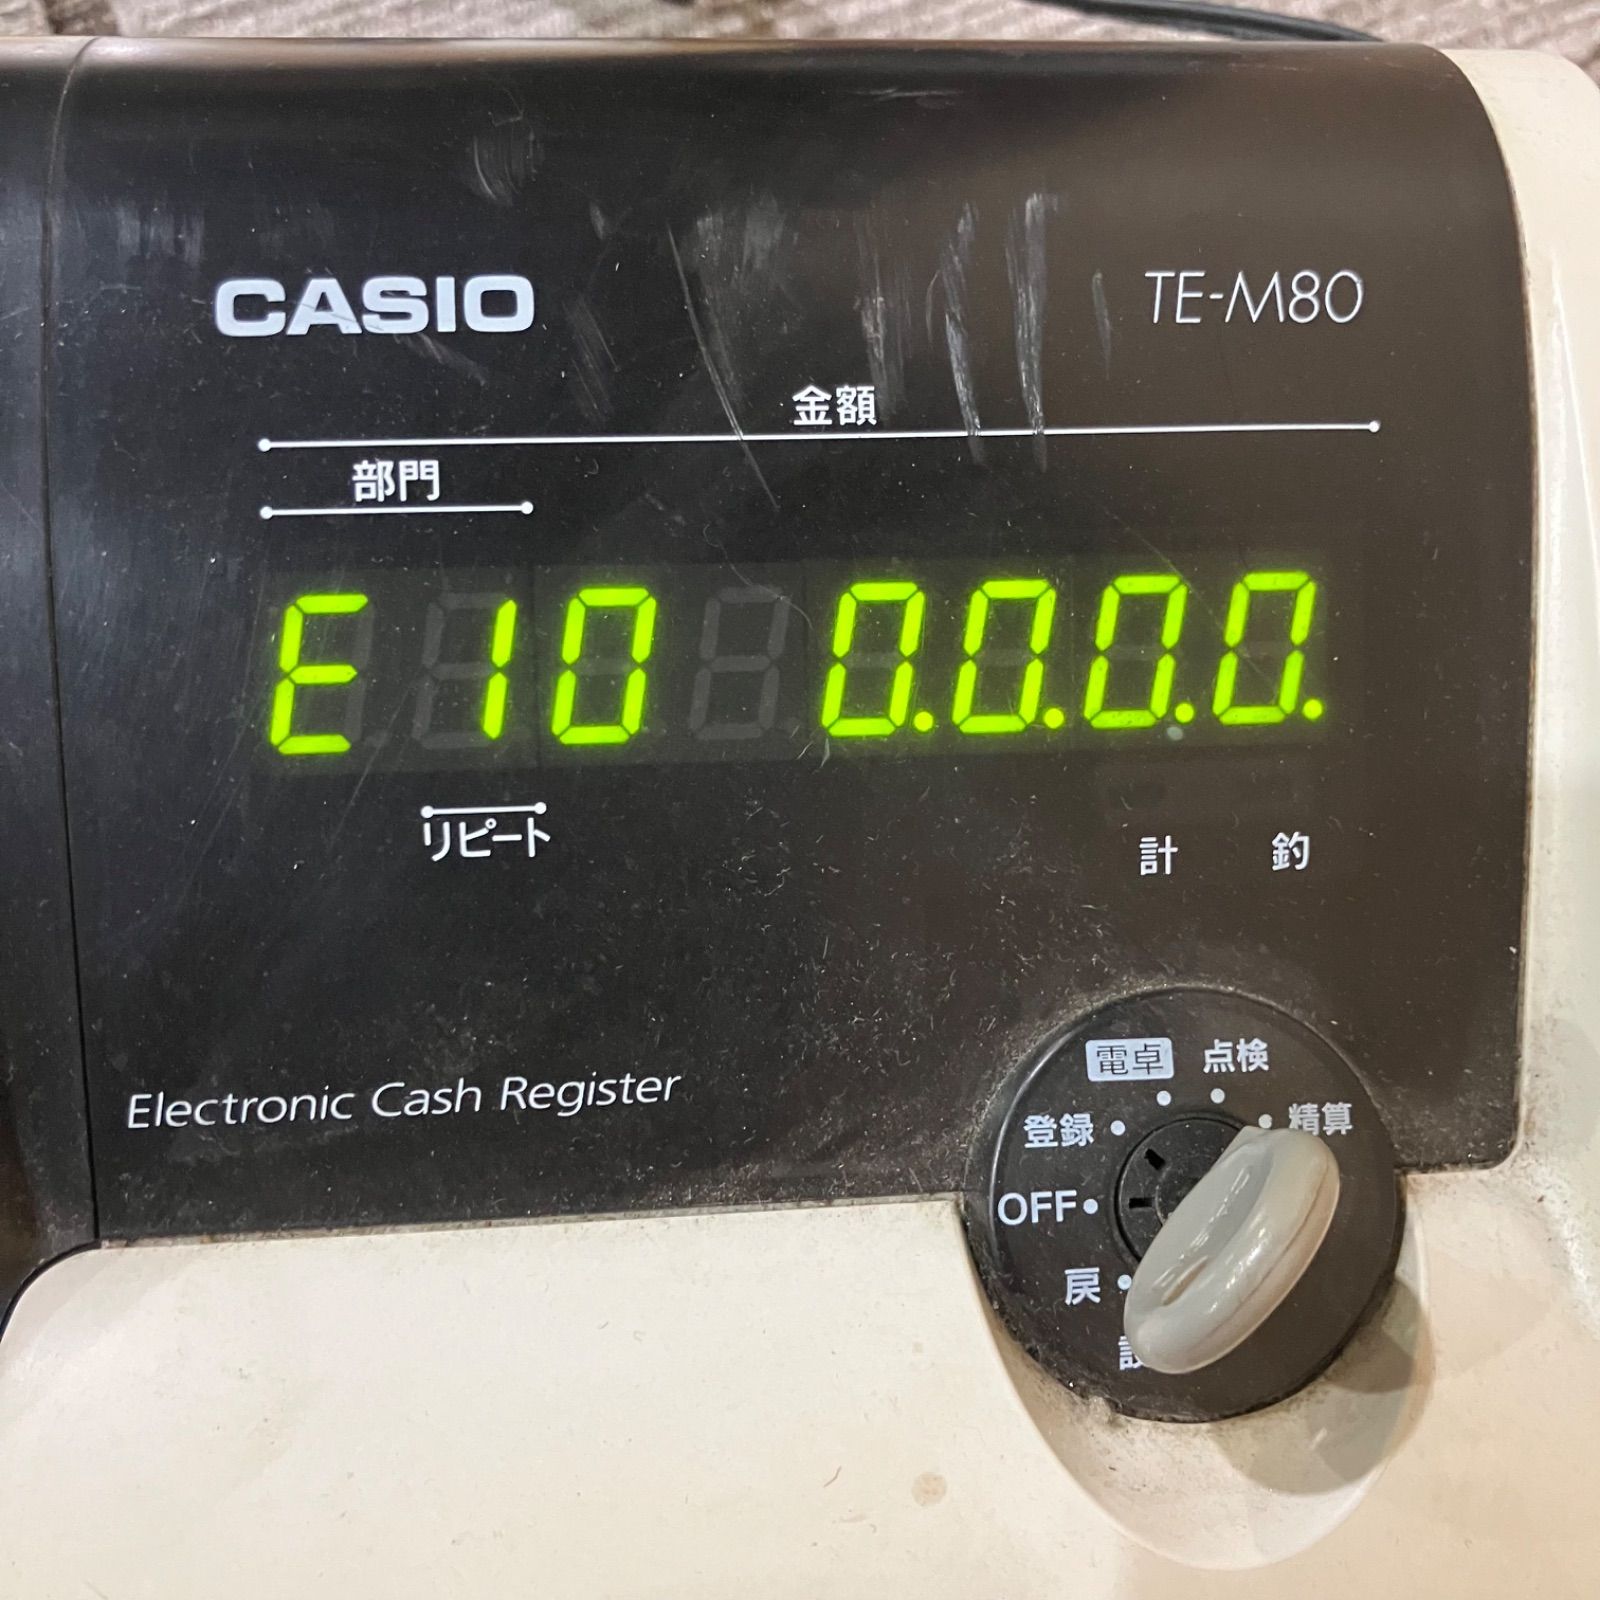 CASIO TE-M80
金額
部門
E 10 0.0.0.0.
リピート
計 釣
電卓 点検
登録 精算
Electronic Cash Register
OFF
戻